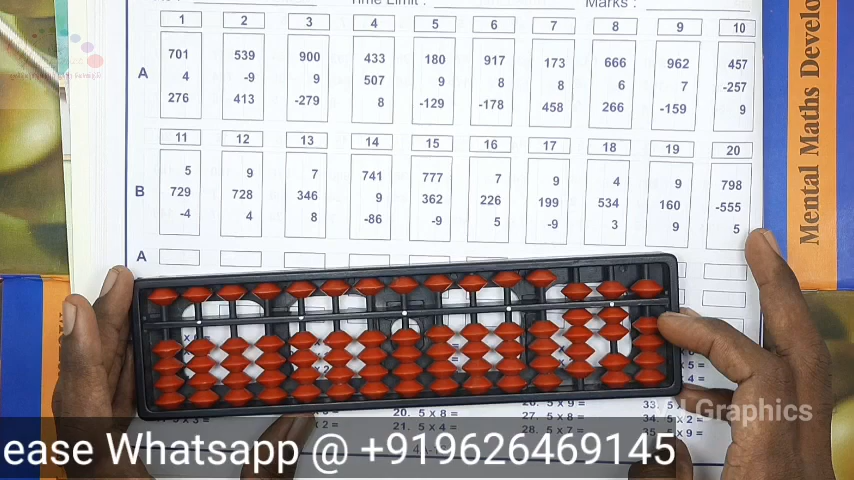 Time Limit :
Marks :
1 2 3 4 5 6 7 8 9 10
A
701 539 900 433 180 917 173 666 962 457
4 -9 9 507 9 8 8 6 7 -257
276 413 -279 8 -129 -178 458 266 -159 9
11 12 13 14 15 16 17 18 19 20
B
5 9 7 741 777 7 9 4 9 798
729 728 346 9 362 226 199 534 160 -555
-4 4 8 -86 -9 5 -9 3 9 5
A
20. 5 x 8 = 27. 5 x 8 =
21. 5 x 4 = 28. 5 x 7 =
Graphics
ease Whatsapp @ +919626469145
Mental Maths Develo